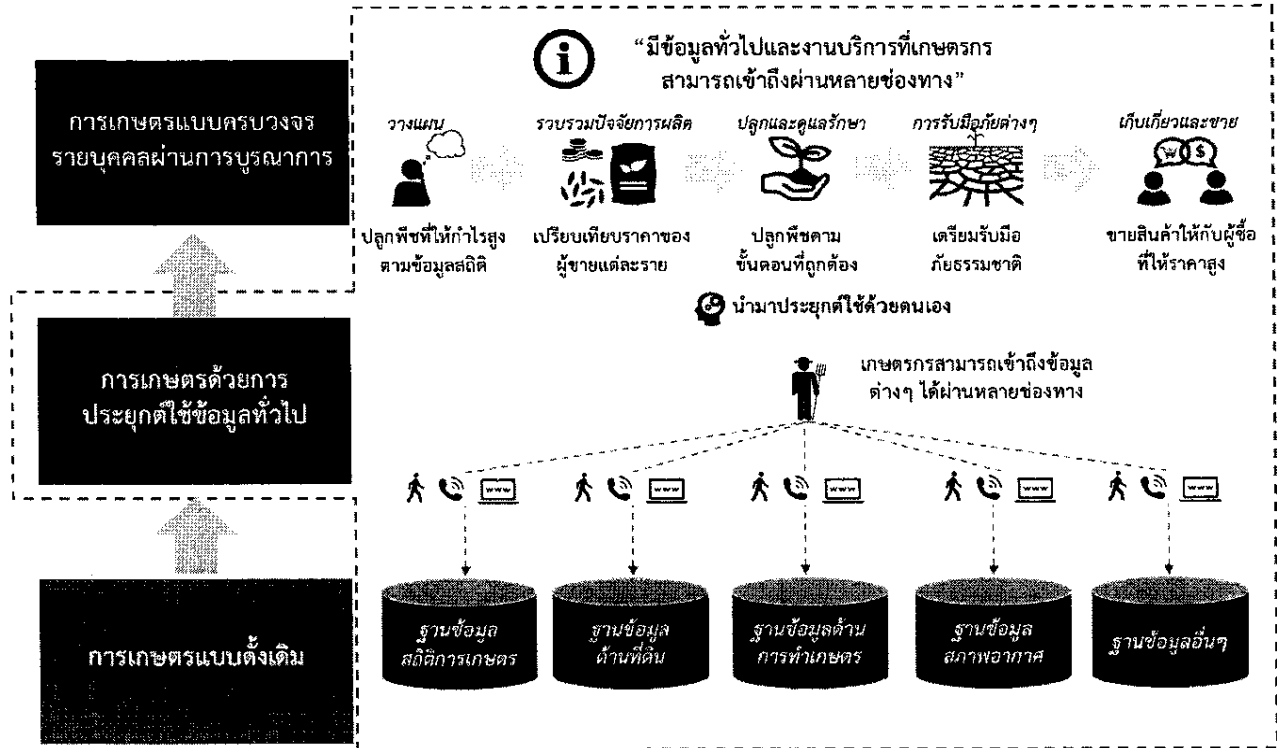 “มีข้อมูลทั่วไปและงานบริการที่เกษตรกร
สามารถเข้าถึงผ่านหลายช่องทาง”
การเกษตรแบบครบวงจร
รายบุคคลผ่านการบูรณาการ
วางแผน
รวบรวมปัจจัยการผลิต
ปลูกและดูแลรักษา
การรับมือภัยต่างๆ
เก็บเกี่ยวและขาย
ปลูกพืชที่ให้กำไรสูง
ตามข้อมูลสถิติ
เปรียบเทียบราคาของ
ผู้ขายแต่ละราย
ปลูกพืชตาม
ขั้นตอนที่ถูกต้อง
เตรียมรับมือ
ภัยธรรมชาติ
ขายสินค้าให้กับผู้ซื้อ
ที่ให้ราคาสูง
นำมาประยุกต์ใช้ด้วยตนเอง
การเกษตรด้วยการ
ประยุกต์ใช้ข้อมูลทั่วไป
เกษตรกรสามารถเข้าถึงข้อมูล
ต่างๆ ได้ผ่านหลายช่องทาง
www
www
www
www
www
การเกษตรแบบดั้งเดิม
ฐานข้อมูล
สถิติการเกษตร
ฐานข้อมูล
ด้านที่ดิน
ฐานข้อมูลด้าน
การทำเกษตร
ฐานข้อมูล
สภาพอากาศ
ฐานข้อมูลอื่นๆ